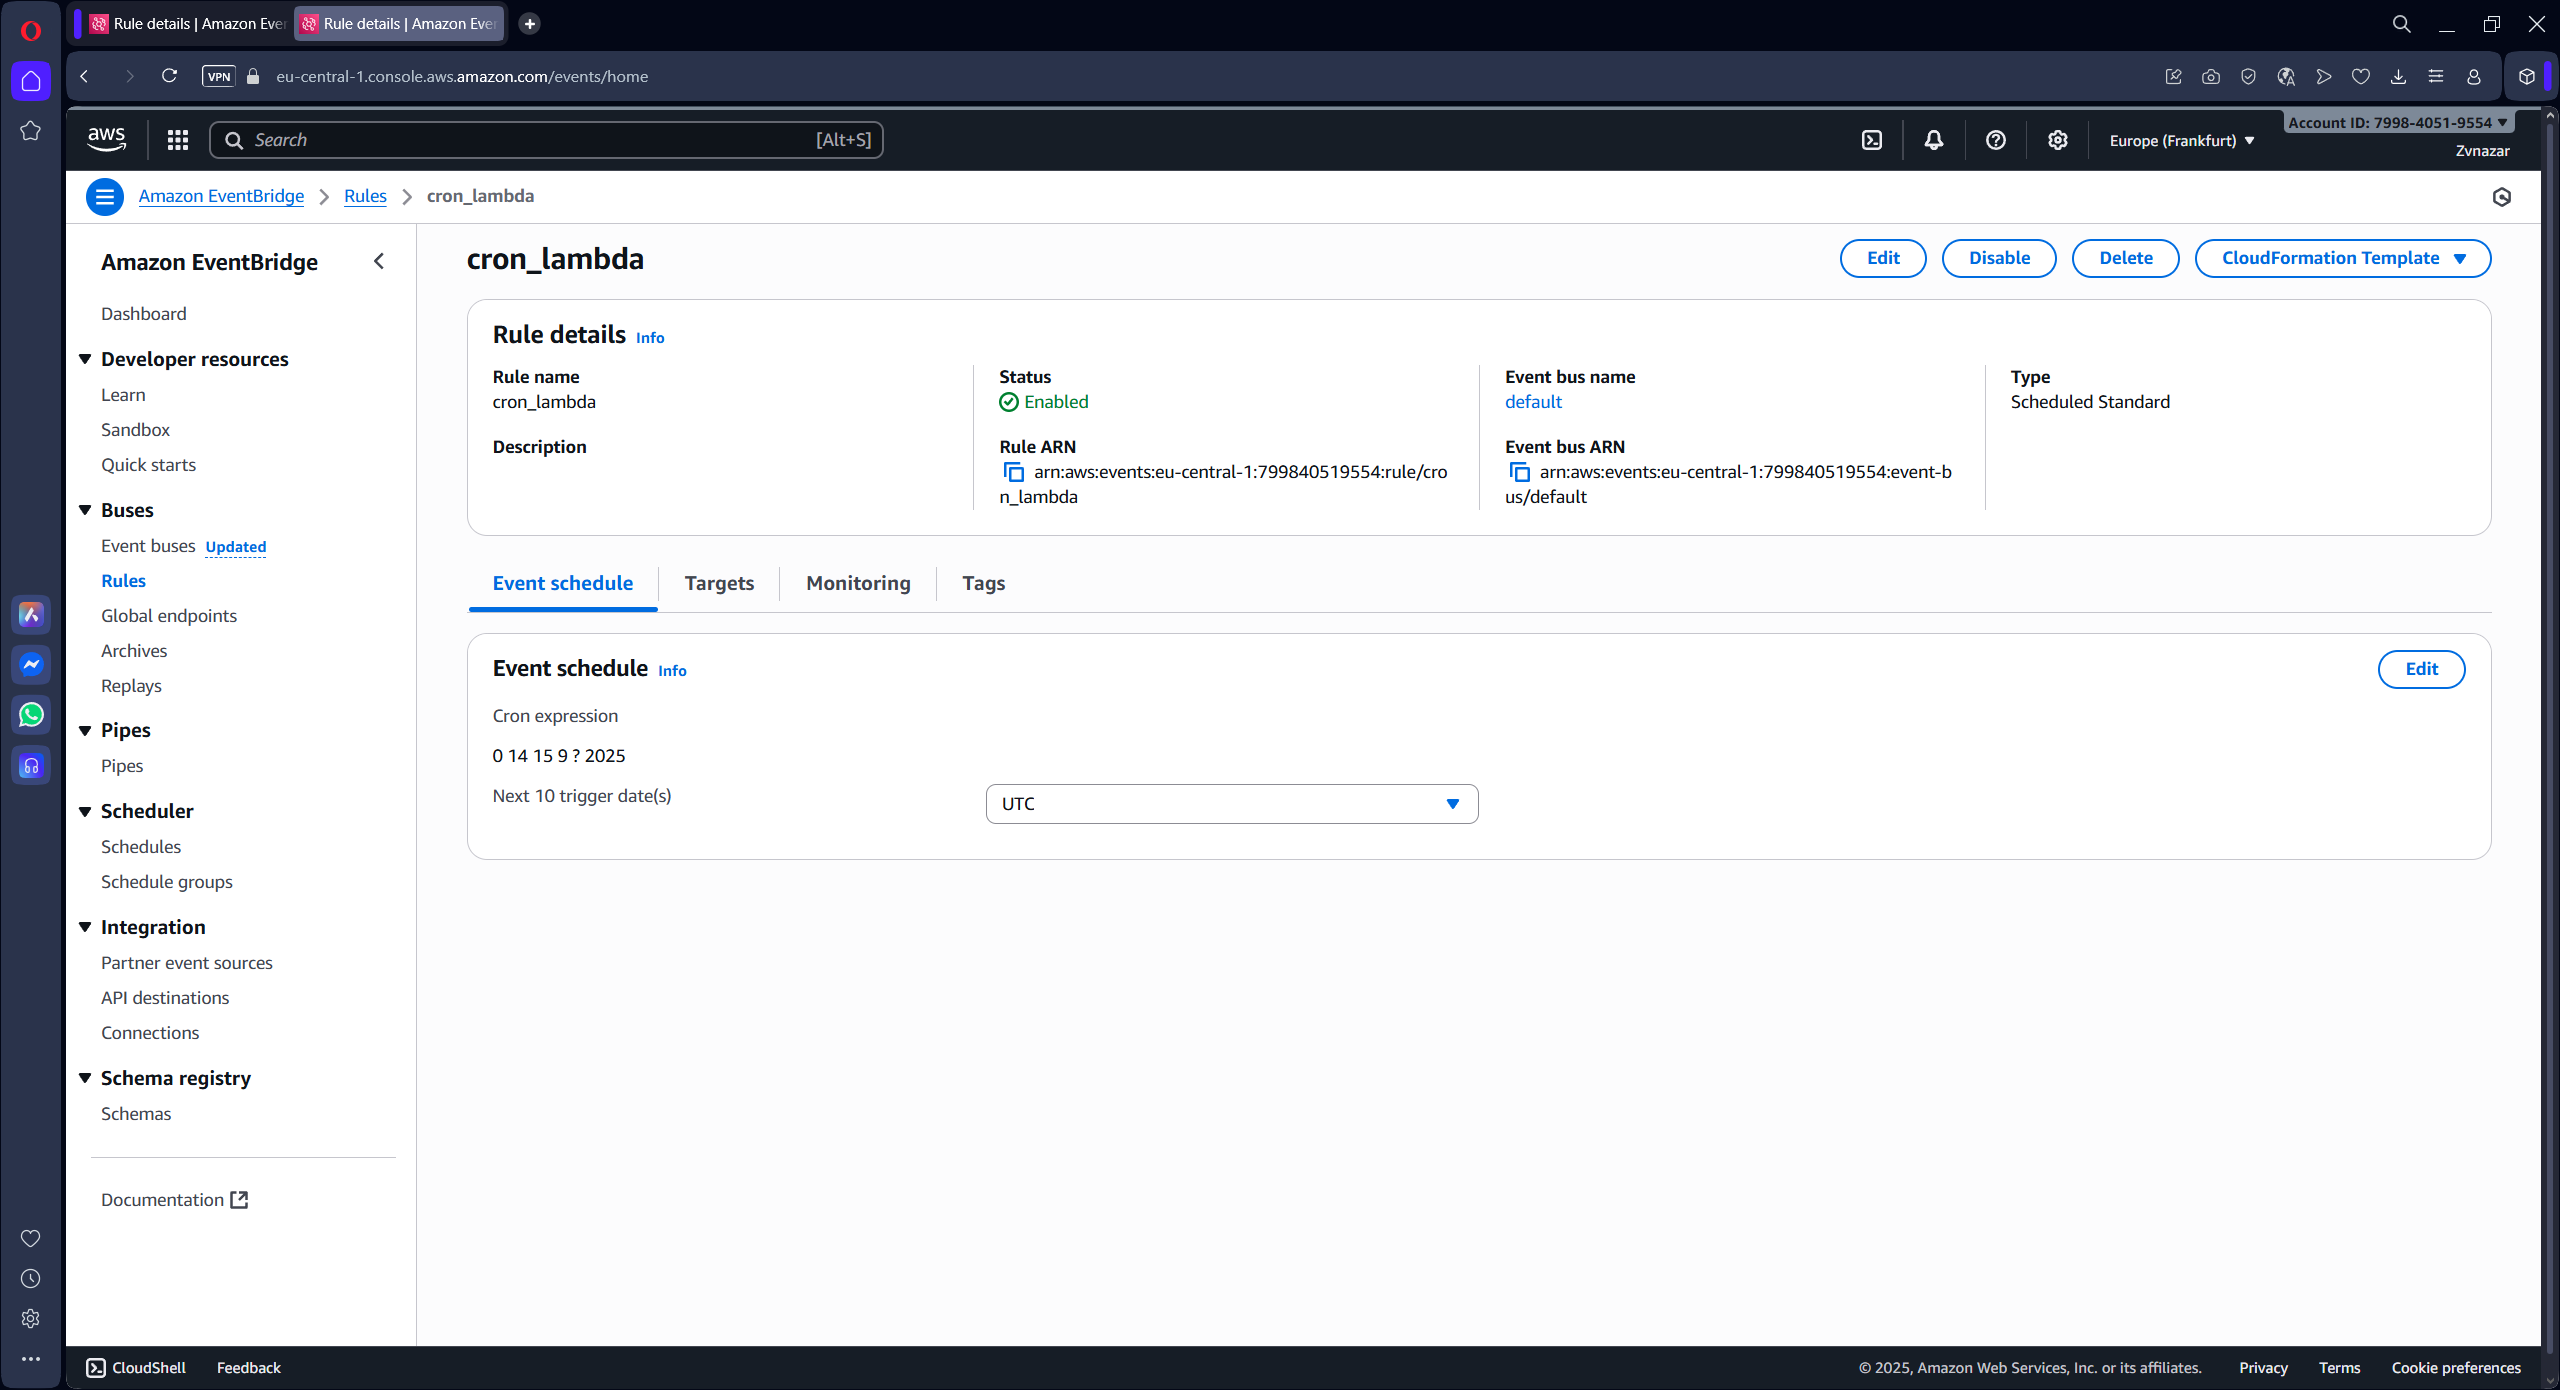 Rule details | Amazon Eve
Rule details | Amazon Eve
VPN
eu-central-1.console.aws.amazon.com/events/home
aws
Search
[Alt+S]
Europe (Frankfurt)
Account ID: 7998-4051-9554
Zvnazar
Amazon EventBridge
Rules
cron_lambda
Amazon EventBridge
Dashboard
Developer resources
Learn
Sandbox
Quick starts
Buses
Event buses Updated
Rules
Global endpoints
Archives
Replays
Pipes
Pipes
Scheduler
Schedules
Schedule groups
Integration
Partner event sources
API destinations
Connections
Schema registry
Schemas
Documentation
cron_lambda
Edit
Disable
Delete
CloudFormation Template
Rule details Info
Rule name
cron_lambda
Description
Status
Enabled
Rule ARN
arn:aws:events:eu-central-1:799840519554:rule/cro
n_lambda
Event bus name
default
Event bus ARN
arn:aws:events:eu-central-1:799840519554:event-b
us/default
Type
Scheduled Standard
Event schedule
Targets
Monitoring
Tags
Event schedule Info
Edit
Cron expression
0 14 15 9 ? 2025
Next 10 trigger date(s)
UTC
CloudShell
Feedback
© 2025, Amazon Web Services, Inc. or its affiliates.
Privacy
Terms
Cookie preferences